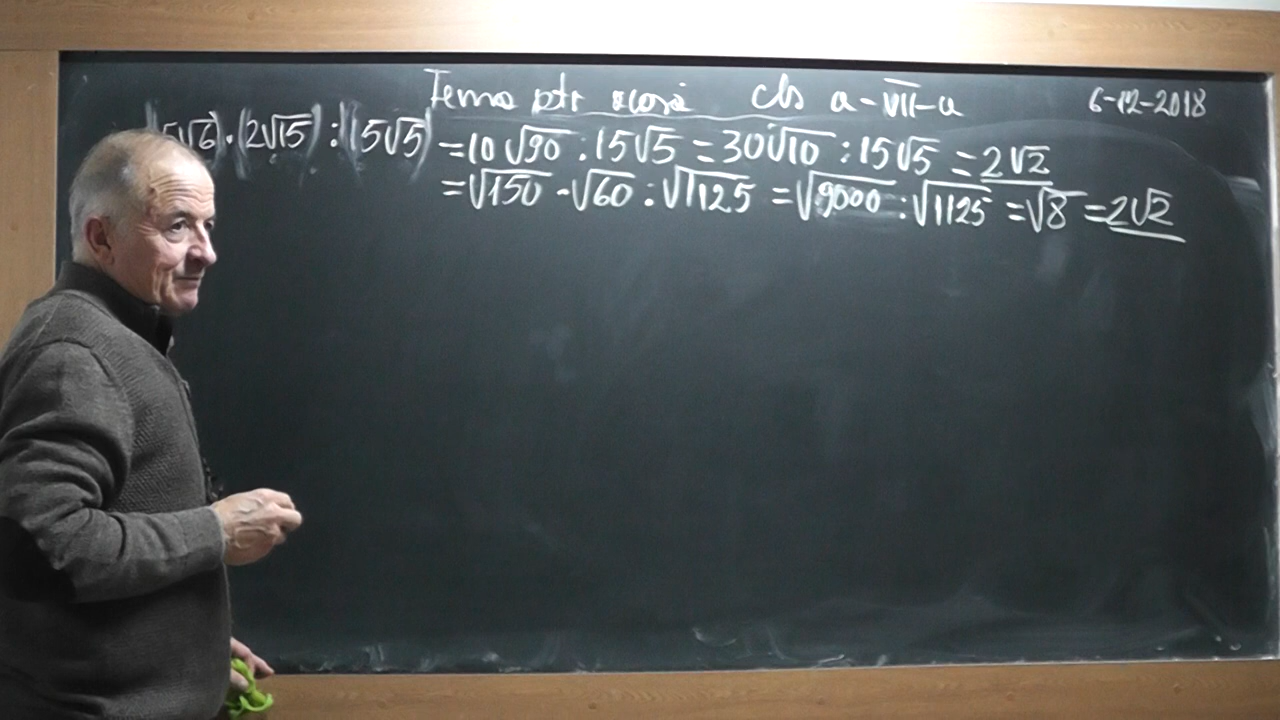 Tema ptr acasă cls a-VII-a 6-12-2018
√6)·(2√15):(15√5) =10√90:15√5=30√10:15√5=2√2
=√150·√60:√1125=√9000:√1125=√8=2√2